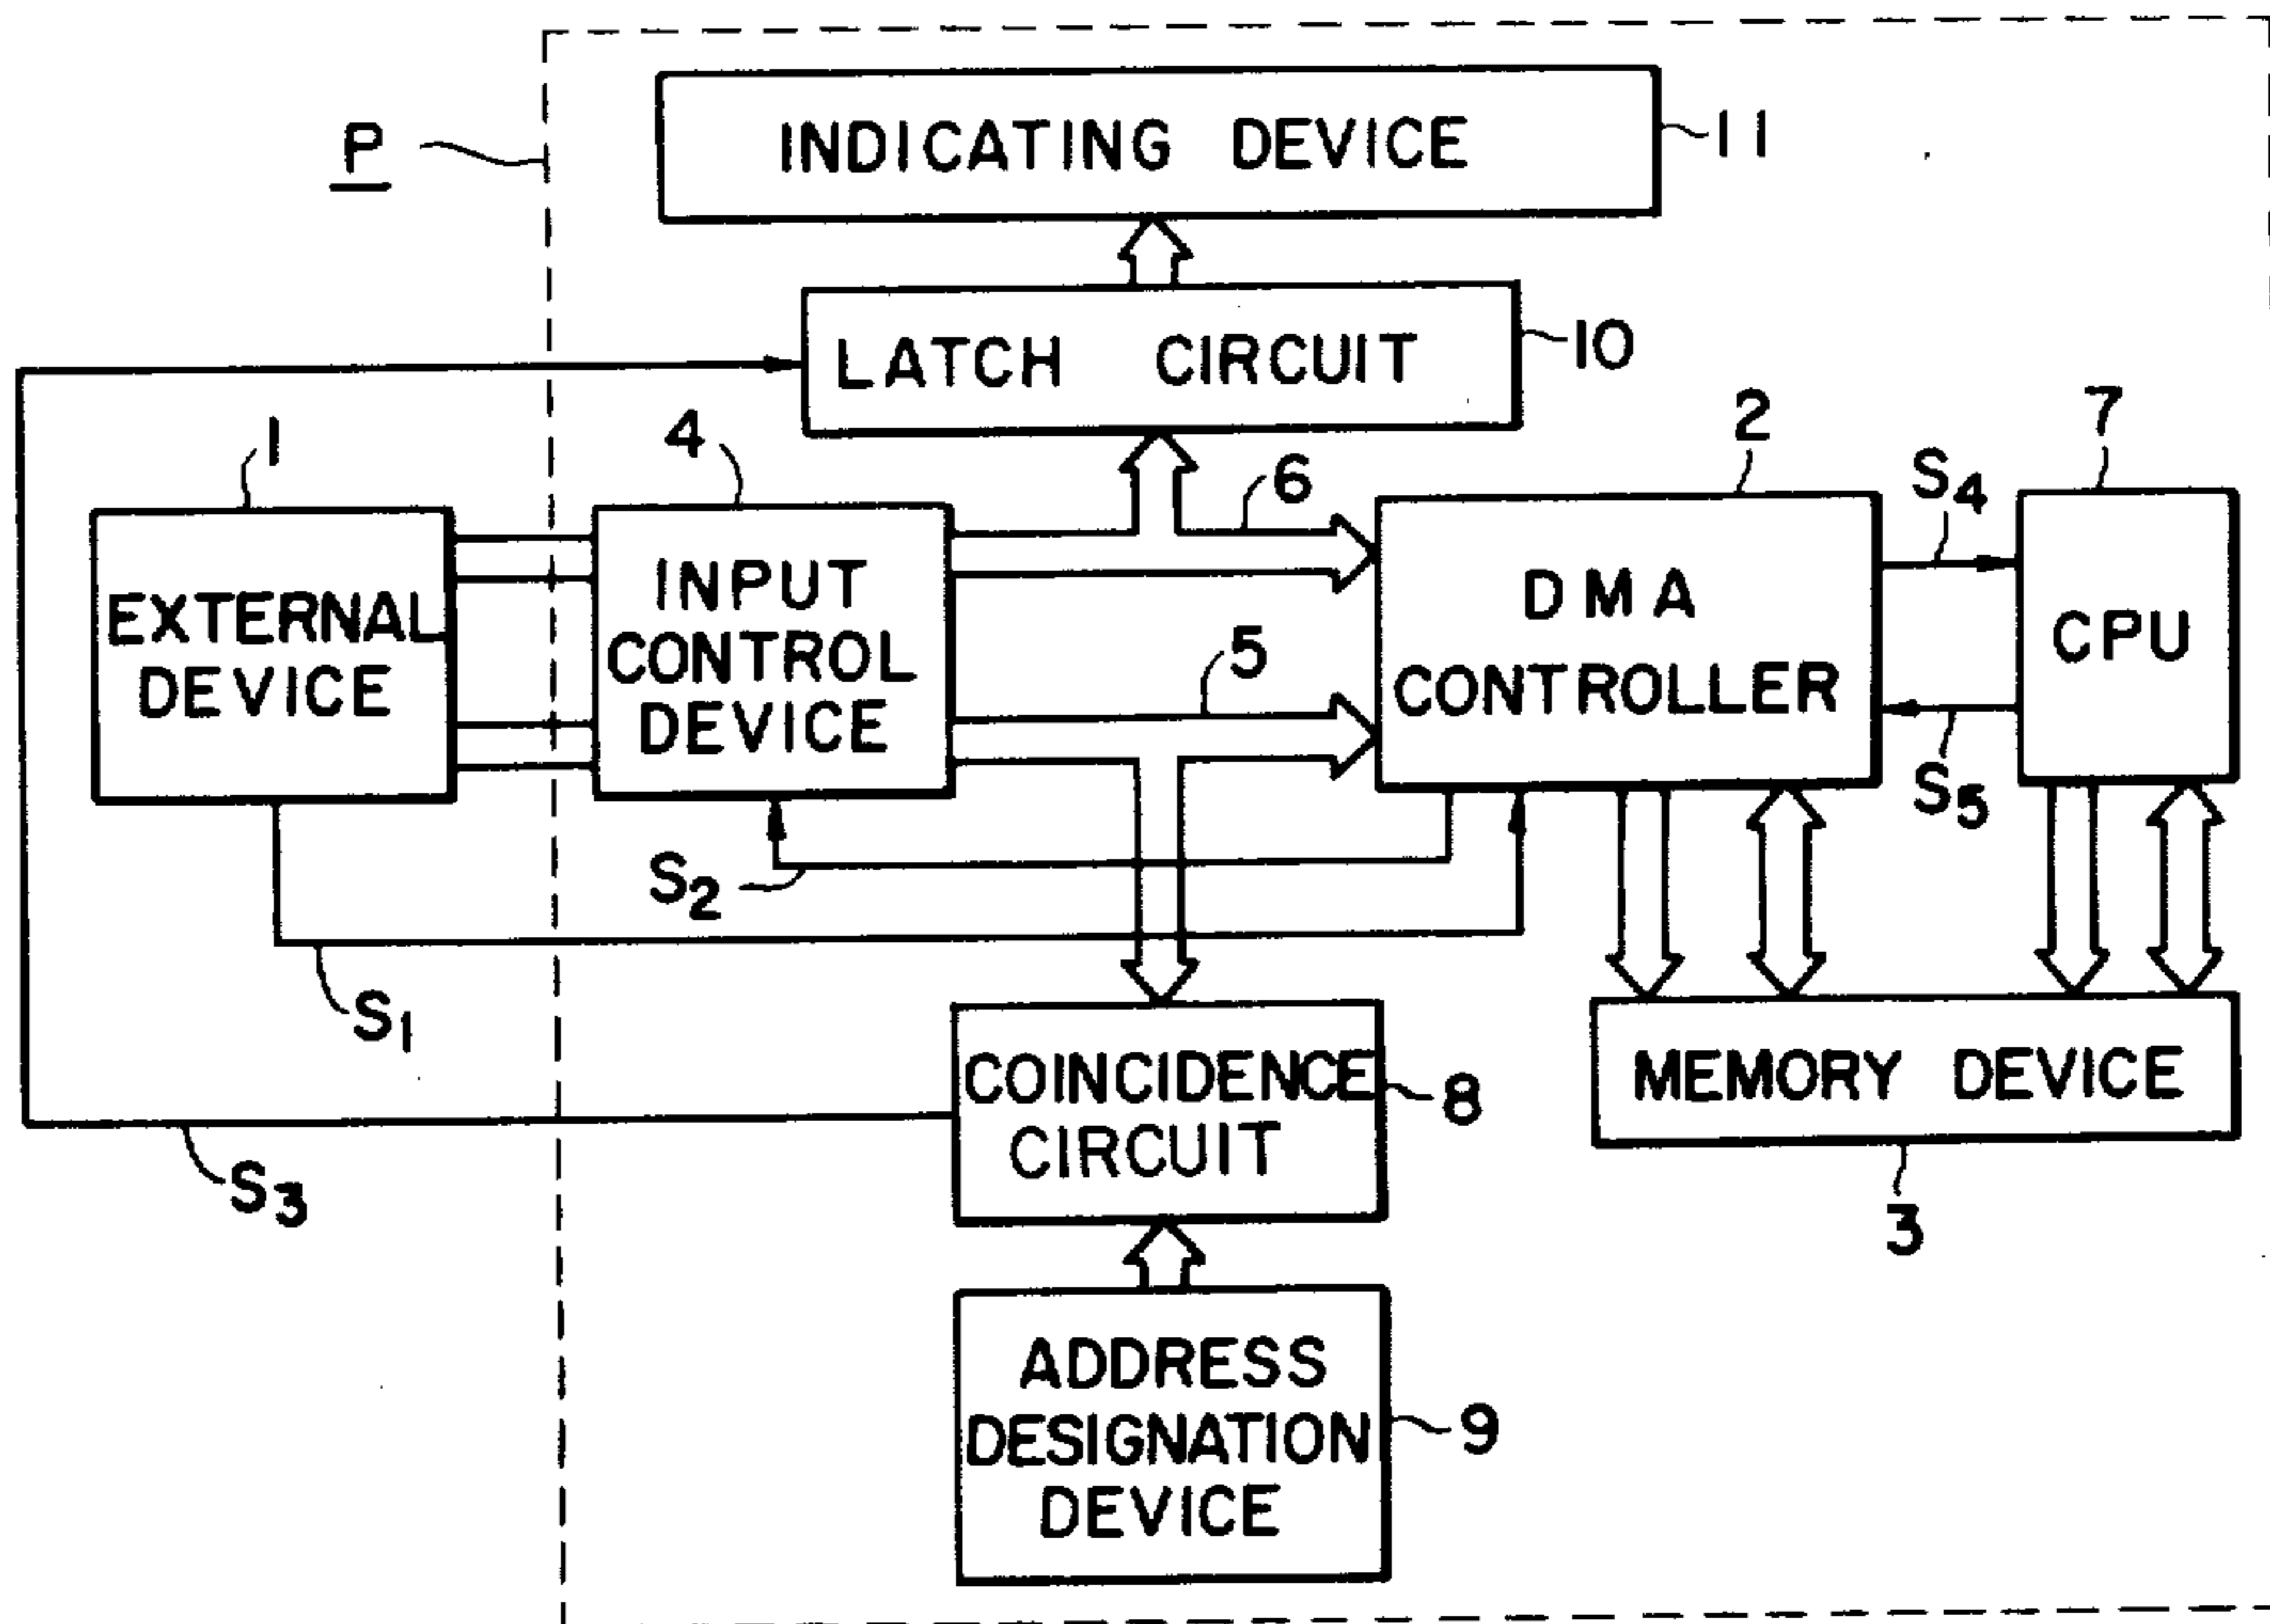 P
INDICATING DEVICE
11
LATCH CIRCUIT
10
1
4
6
2
S4
7
EXTERNAL
DEVICE
INPUT
CONTROL
DEVICE
5
DMA
CONTROLLER
CPU
S5
S2
S1
COINCIDENCE
CIRCUIT
8
MEMORY DEVICE
3
S3
ADDRESS
DESIGNATION
DEVICE
9